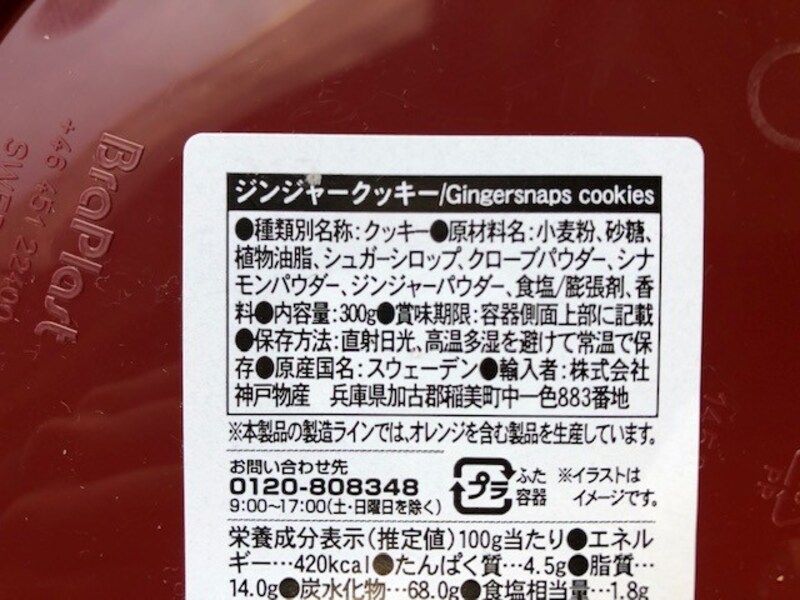 BraPlast
+46 451 22400
ジンジャークッキー/Gingersnaps cookies
●種類別名称:クッキー●原材料名:小麦粉、砂糖、
植物油脂、シュガーシロップ、クローブパウダー、シナ
モンパウダー、ジンジャーパウダー、食塩/膨張剤、香
料●内容量:300g●賞味期限:容器側面上部に記載
●保存方法:直射日光、高温多湿を避けて常温で保
存●原産国名:スウェーデン●輸入者:株式会社
神戸物産 兵庫県加古郡稲美町中一色883番地
※本製品の製造ラインでは、オレンジを含む製品を生産しています。
お問い合わせ先
0120-808348
9:00~17:00(土・日曜日を除く)
プラ
ふた
容器
※イラストは
イメージです。
栄養成分表示(推定値)100g当たり●エネル
ギー…420kcal●たんぱく質…4.5g●脂質…
14.0g●炭水化物…68.0g●食塩相当量…1.8g